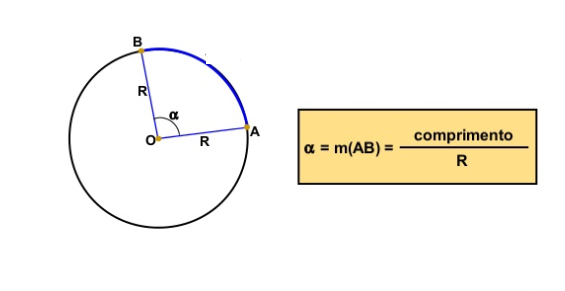 B
R
α
O
R
A
α = m(AB) = comprimento
R